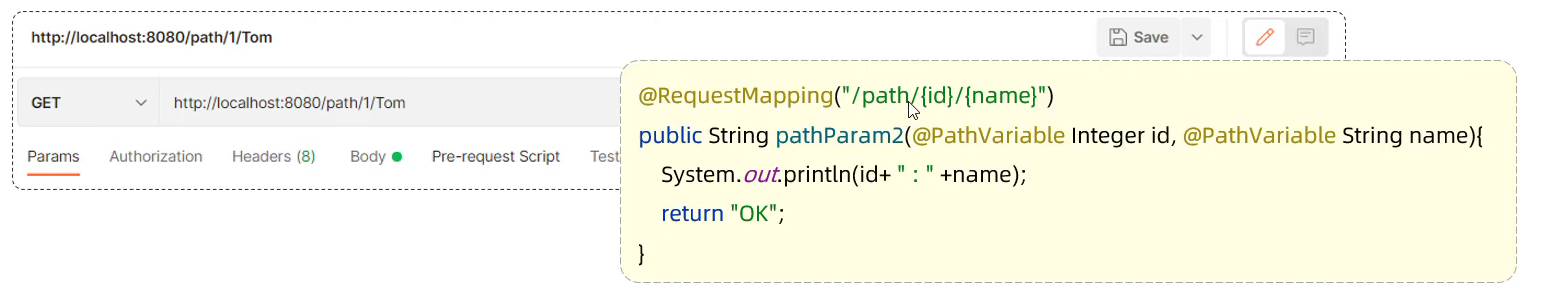 http://localhost:8080/path/1/Tom
Save
GET
http://localhost:8080/path/1/Tom
Params Authorization Headers (8) Body Pre-request Script Test
@RequestMapping("/path/{id}/{name}")
public String pathParam2(@PathVariable Integer id, @PathVariable String name){
System.out.println(id+ " : " +name);
return "OK";
}